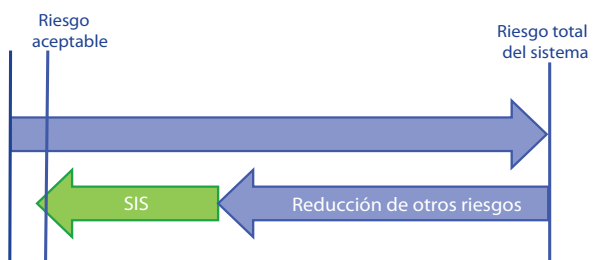 Riesgo
aceptable
Riesgo total
del sistema
SIS
Reducción de otros riesgos